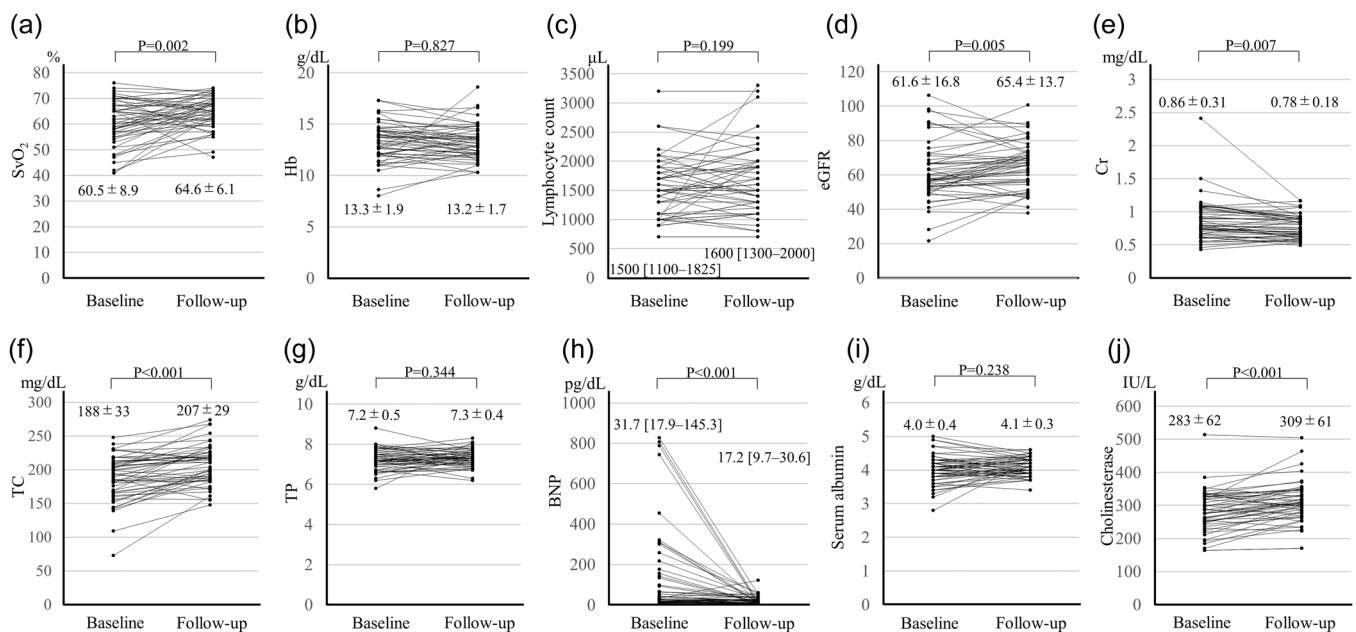 (a)
P=0.002
%
80
70
60
50
40
30
20
10
0
SvO2
60.5 ± 8.9
64.6 ± 6.1
Baseline
Follow-up
(b)
P=0.827
g/dL
20
15
10
5
0
Hb
13.3 ± 1.9
13.2 ± 1.7
Baseline
Follow-up
(c)
P=0.199
μL
3500
3000
2500
2000
1500
1000
500
0
Lymphocyte count
1600 [1300–2000]
1500 [1100–1825]
Baseline
Follow-up
(d)
P=0.005
120
100
80
60
40
20
0
eGFR
61.6 ± 16.8
65.4 ± 13.7
Baseline
Follow-up
(e)
P=0.007
mg/dL
3
2.5
2
1.5
1
0.5
0
Cr
0.86 ± 0.31
0.78 ± 0.18
Baseline
Follow-up
(f)
P<0.001
mg/dL
300
250
200
150
100
50
0
TC
188 ± 33
207 ± 29
Baseline
Follow-up
(g)
P=0.344
g/dL
10
8
6
4
2
0
TP
7.2 ± 0.5
7.3 ± 0.4
Baseline
Follow-up
(h)
P<0.001
pg/dL
1000
800
600
400
200
0
BNP
31.7 [17.9–145.3]
17.2 [9.7–30.6]
Baseline
Follow-up
(i)
P=0.238
g/dL
6
5
4
3
2
1
0
Serum albumin
4.0 ± 0.4
4.1 ± 0.3
Baseline
Follow-up
(j)
P<0.001
IU/L
600
500
400
300
200
100
0
Cholinesterase
283 ± 62
309 ± 61
Baseline
Follow-up